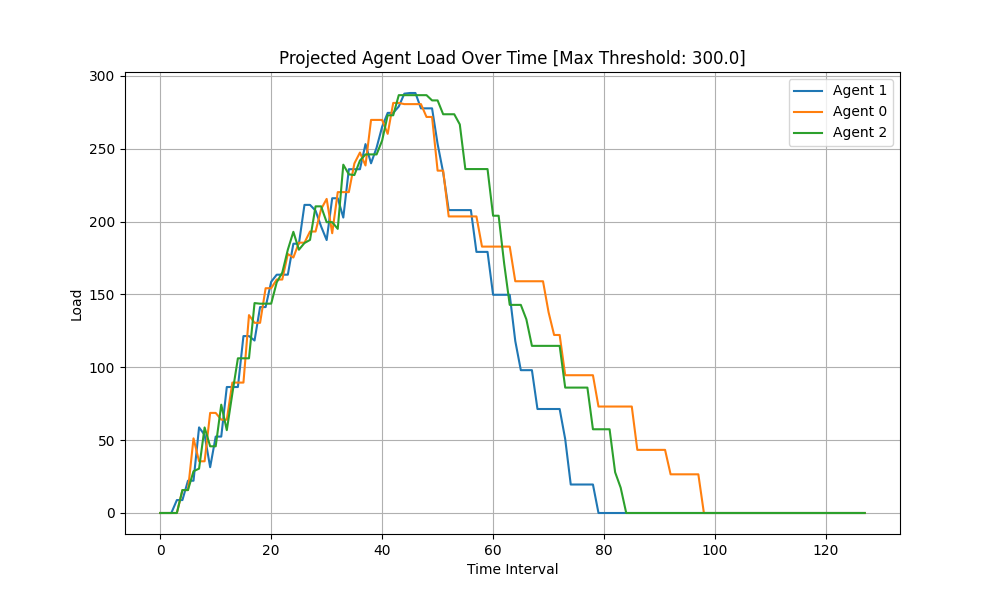 Projected Agent Load Over Time [Max Threshold: 300.0]
Agent 1
Agent 0
Agent 2
Load
300
250
200
150
100
50
0
0 20 40 60 80 100 120
Time Interval